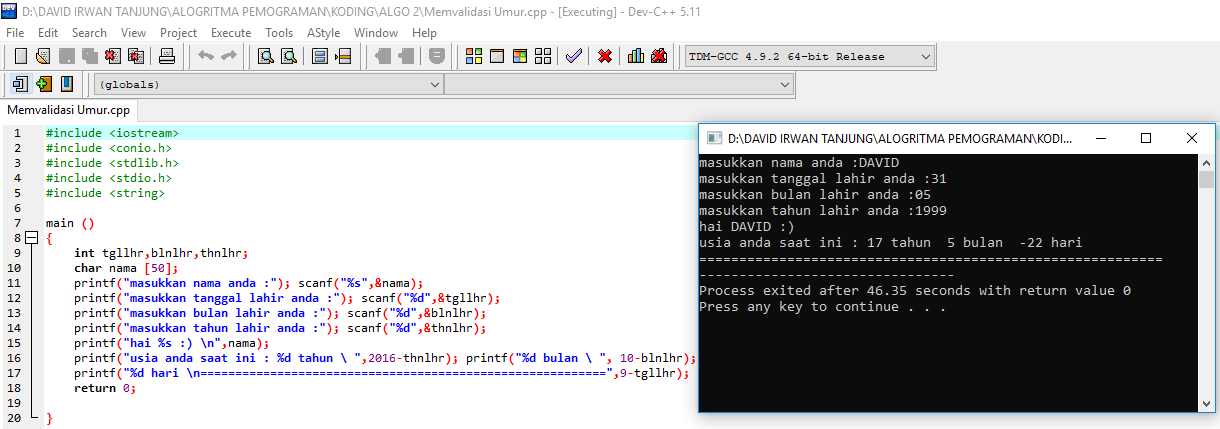 D:\DAVID IRWAN TANJUNG\ALOGRITMA PEMOGRAMAN\KODING\ALGO 2\Memvalidasi Umur.cpp - [Executing] - Dev-C++ 5.11
File Edit Search View Project Execute Tools AStyle Window Help
TDM-GCC 4.9.2 64-bit Release
(globals)
Memvalidasi Umur.cpp
1 #include <iostream>
2 #include <conio.h>
3 #include <stdlib.h>
4 #include <stdio.h>
5 #include <string>
6
7 main ()
8 {
9 int tgllhr,blnlhr,thnlhr;
10 char nama [50];
11 printf("masukkan nama anda :"); scanf("%s",&nama);
12 printf("masukkan tanggal lahir anda :"); scanf("%d",&tgllhr);
13 printf("masukkan bulan lahir anda :"); scanf("%d",&blnlhr);
14 printf("masukkan tahun lahir anda :"); scanf("%d",&thnlhr);
15 printf("hai %s :) \n",nama);
16 printf("usia anda saat ini : %d tahun \ ",2016-thnlhr); printf("%d bulan \ ", 10-blnlhr);
17 printf("%d hari \n==========================================================",9-tgllhr);
18 return 0;
19
20 }
D:\DAVID IRWAN TANJUNG\ALOGRITMA PEMOGRAMAN\KODI...
masukkan nama anda :DAVID
masukkan tanggal lahir anda :31
masukkan bulan lahir anda :05
masukkan tahun lahir anda :1999
hai DAVID :)
usia anda saat ini : 17 tahun  5 bulan  -22 hari
==========================================================
--------------------------------
Process exited after 46.35 seconds with return value 0
Press any key to continue . . .